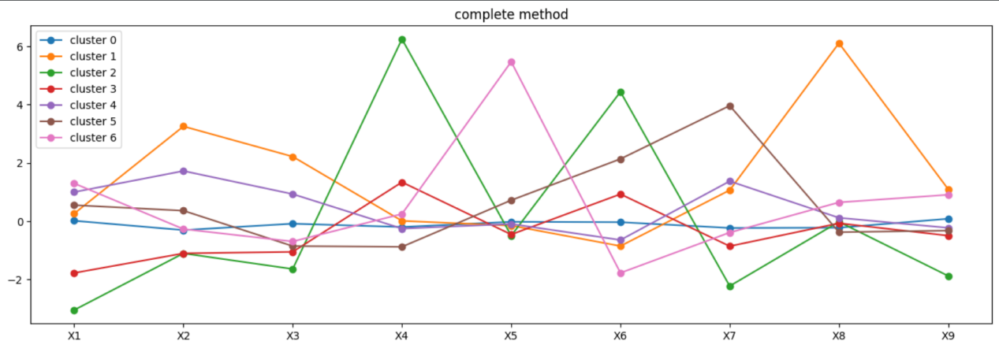 complete method
cluster 0
cluster 1
cluster 2
cluster 3
cluster 4
cluster 5
cluster 6
6
4
2
0
−2
X1 X2 X3 X4 X5 X6 X7 X8 X9